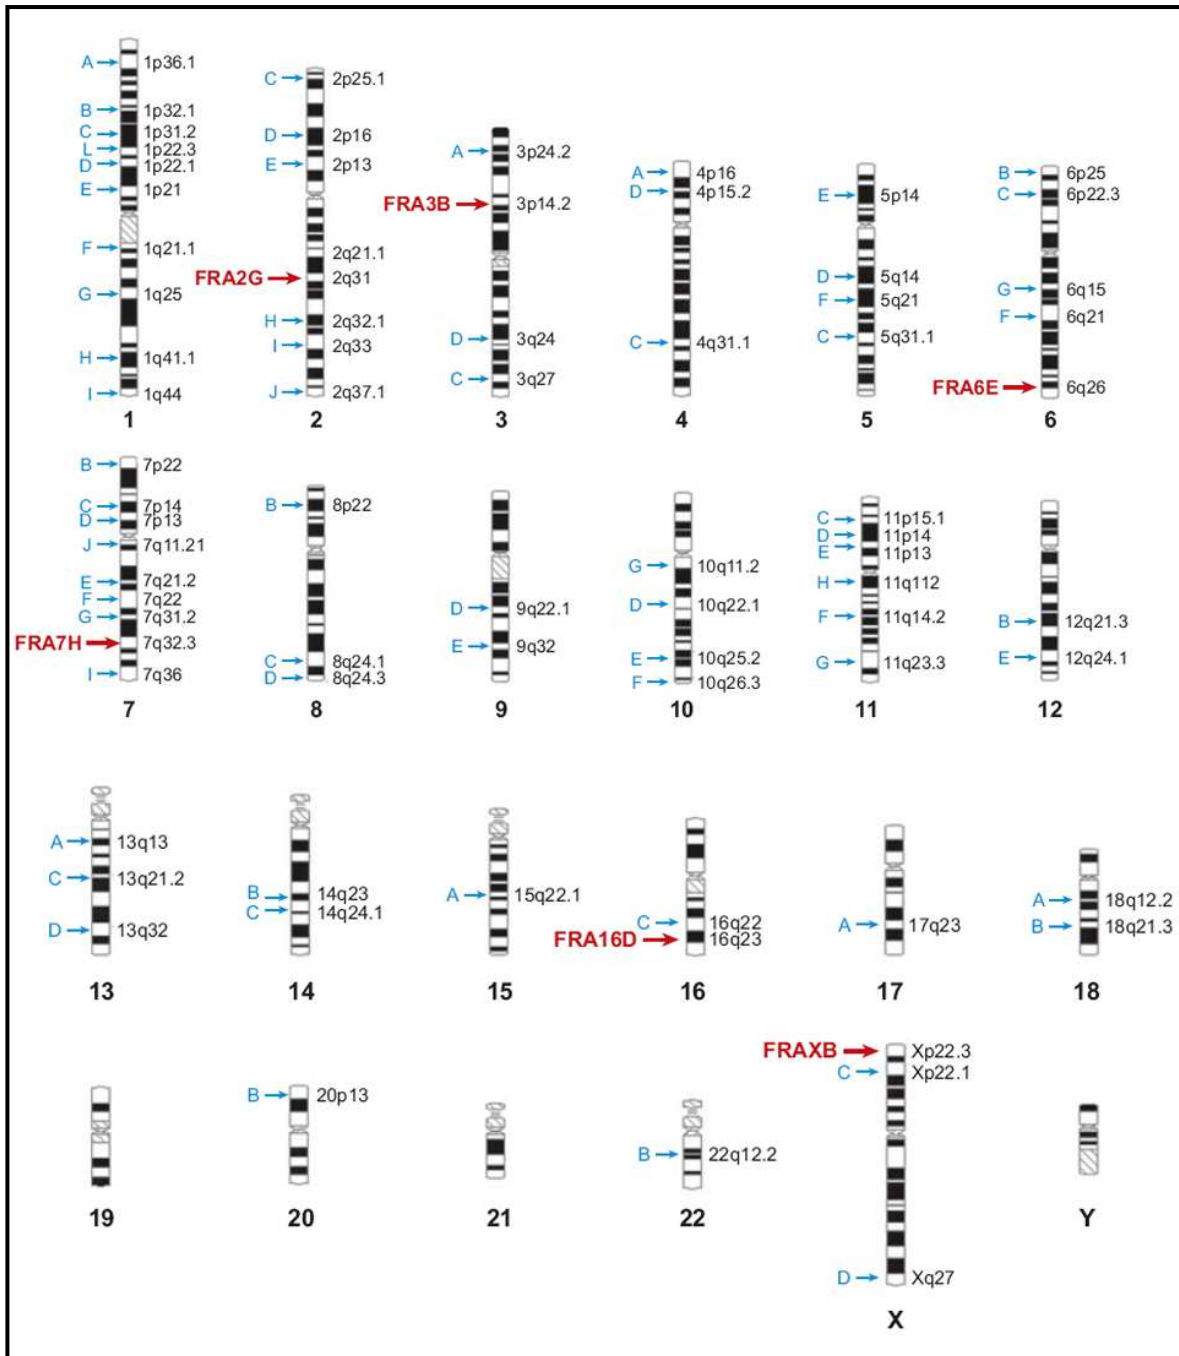 A 1p36.1
B 1p32.1
C 1p31.2
L 1p22.3
D 1p22.1
E 1p21
F 1q21.1
G 1q25
H 1q41.1
I 1q44
1
C 2p25.1
D 2p16
E 2p13
2q21.1
FRA2G 2q31
H 2q32.1
I 2q33
J 2q37.1
2
A 3p24.2
FRA3B 3p14.2
D 3q24
C 3q27
3
A 4p16
D 4p15.2
C 4q31.1
4
E 5p14
D 5q14
F 5q21
C 5q31.1
5
B 6p25
C 6p22.3
G 6q15
F 6q21
FRA6E 6q26
6
B 7p22
C 7p14
D 7p13
J 7q11.21
E 7q21.2
F 7q22
G 7q31.2
FRA7H 7q32.3
I 7q36
7
B 8p22
C 8q24.1
D 8q24.3
8
D 9q22.1
E 9q32
9
G 10q11.2
D 10q22.1
E 10q25.2
F 10q26.3
10
C 11p15.1
D 11p14
E 11p13
H 11q112
F 11q14.2
G 11q23.3
11
B 12q21.3
E 12q24.1
12
A 13q13
C 13q21.2
D 13q32
13
B 14q23
C 14q24.1
14
A 15q22.1
15
C 16q22
FRA16D 16q23
16
A 17q23
17
A 18q12.2
B 18q21.3
18
19
B 20p13
20
21
B 22q12.2
22
FRAXB Xp22.3
C Xp22.1
D Xq27
X
Y